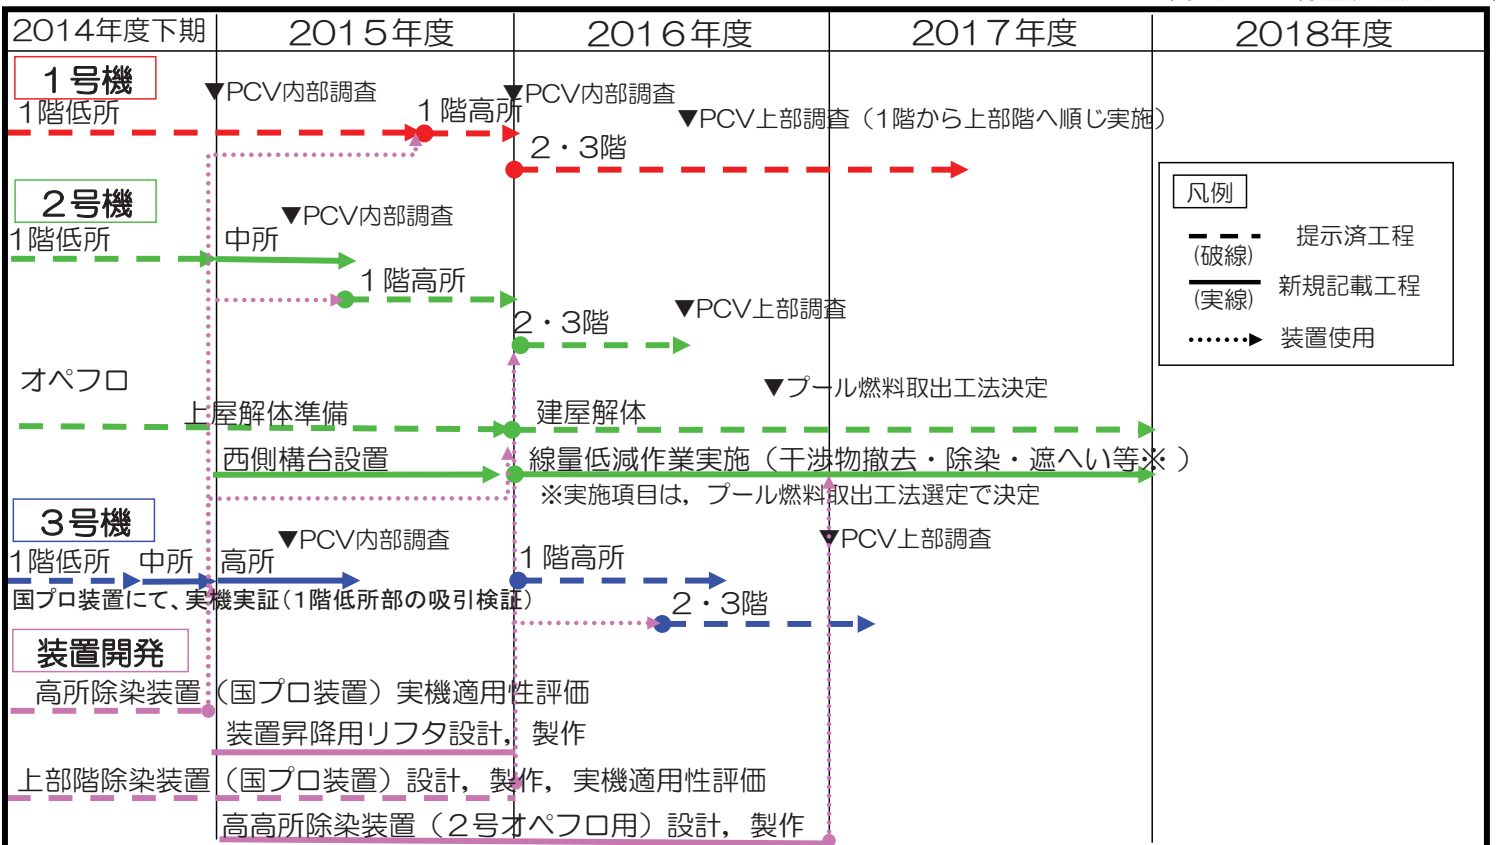 2014年度下期 2015年度 2016年度 2017年度 2018年度
1号機
▼PCV内部調査 ▼PCV内部調査
1階低所 1階高所
▼PCV上部調査（1階から上部階へ順じ実施）
2・3階
凡例
提示済工程
(破線)
新規記載工程
(実線)
装置使用
2号機
▼PCV内部調査
1階低所 中所
1階高所
▼PCV上部調査
2・3階
オペフロ
▼プール燃料取出工法決定
上屋解体準備 建屋解体
西側構台設置 線量低減作業実施（干渉物撤去・除染・遮へい等※）
※実施項目は，プール燃料取出工法選定で決定
3号機
▼PCV内部調査 ▼PCV上部調査
1階低所 中所 高所 1階高所
国プロ装置にて、実機実証（1階低所部の吸引検証）
2・3階
装置開発
高所除染装置（国プロ装置）実機適用性評価
装置昇降用リフタ設計，製作
上部階除染装置（国プロ装置）設計，製作，実機適用性評価
高高所除染装置（2号オペフロ用）設計，製作